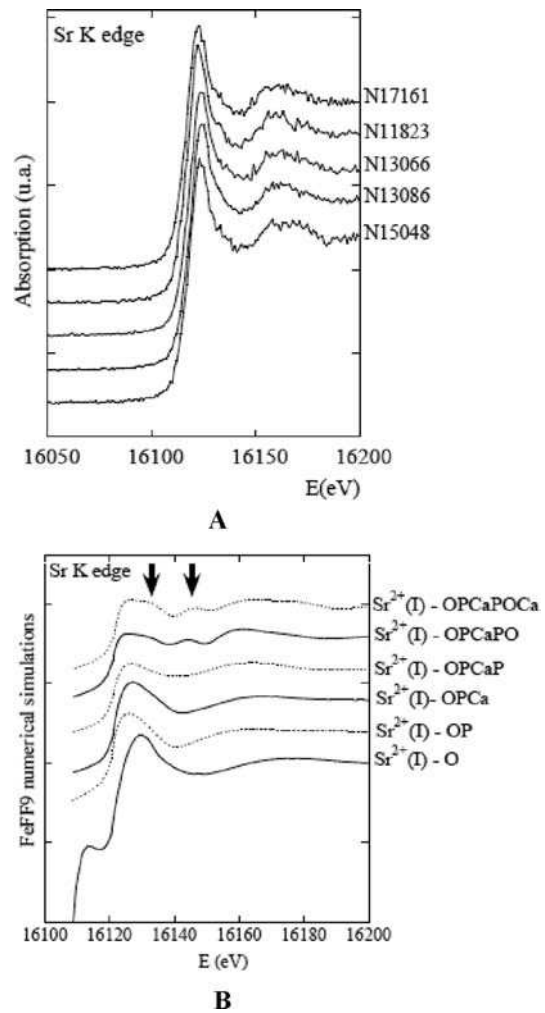 Sr K edge
Absorption (u.a.)
N17161
N11823
N13066
N13086
N15048
16050 16100 16150 16200
E(eV)
A
Sr K edge
FeFF9 numerical simulations
Sr²⁺(I) - OPCaPOCa
Sr²⁺(I) - OPCaPO
Sr²⁺(I) - OPCaP
Sr²⁺(I)- OPCa
Sr²⁺(I) - OP
Sr²⁺(I) - O
16100 16120 16140 16160 16180 16200
E (eV)
B